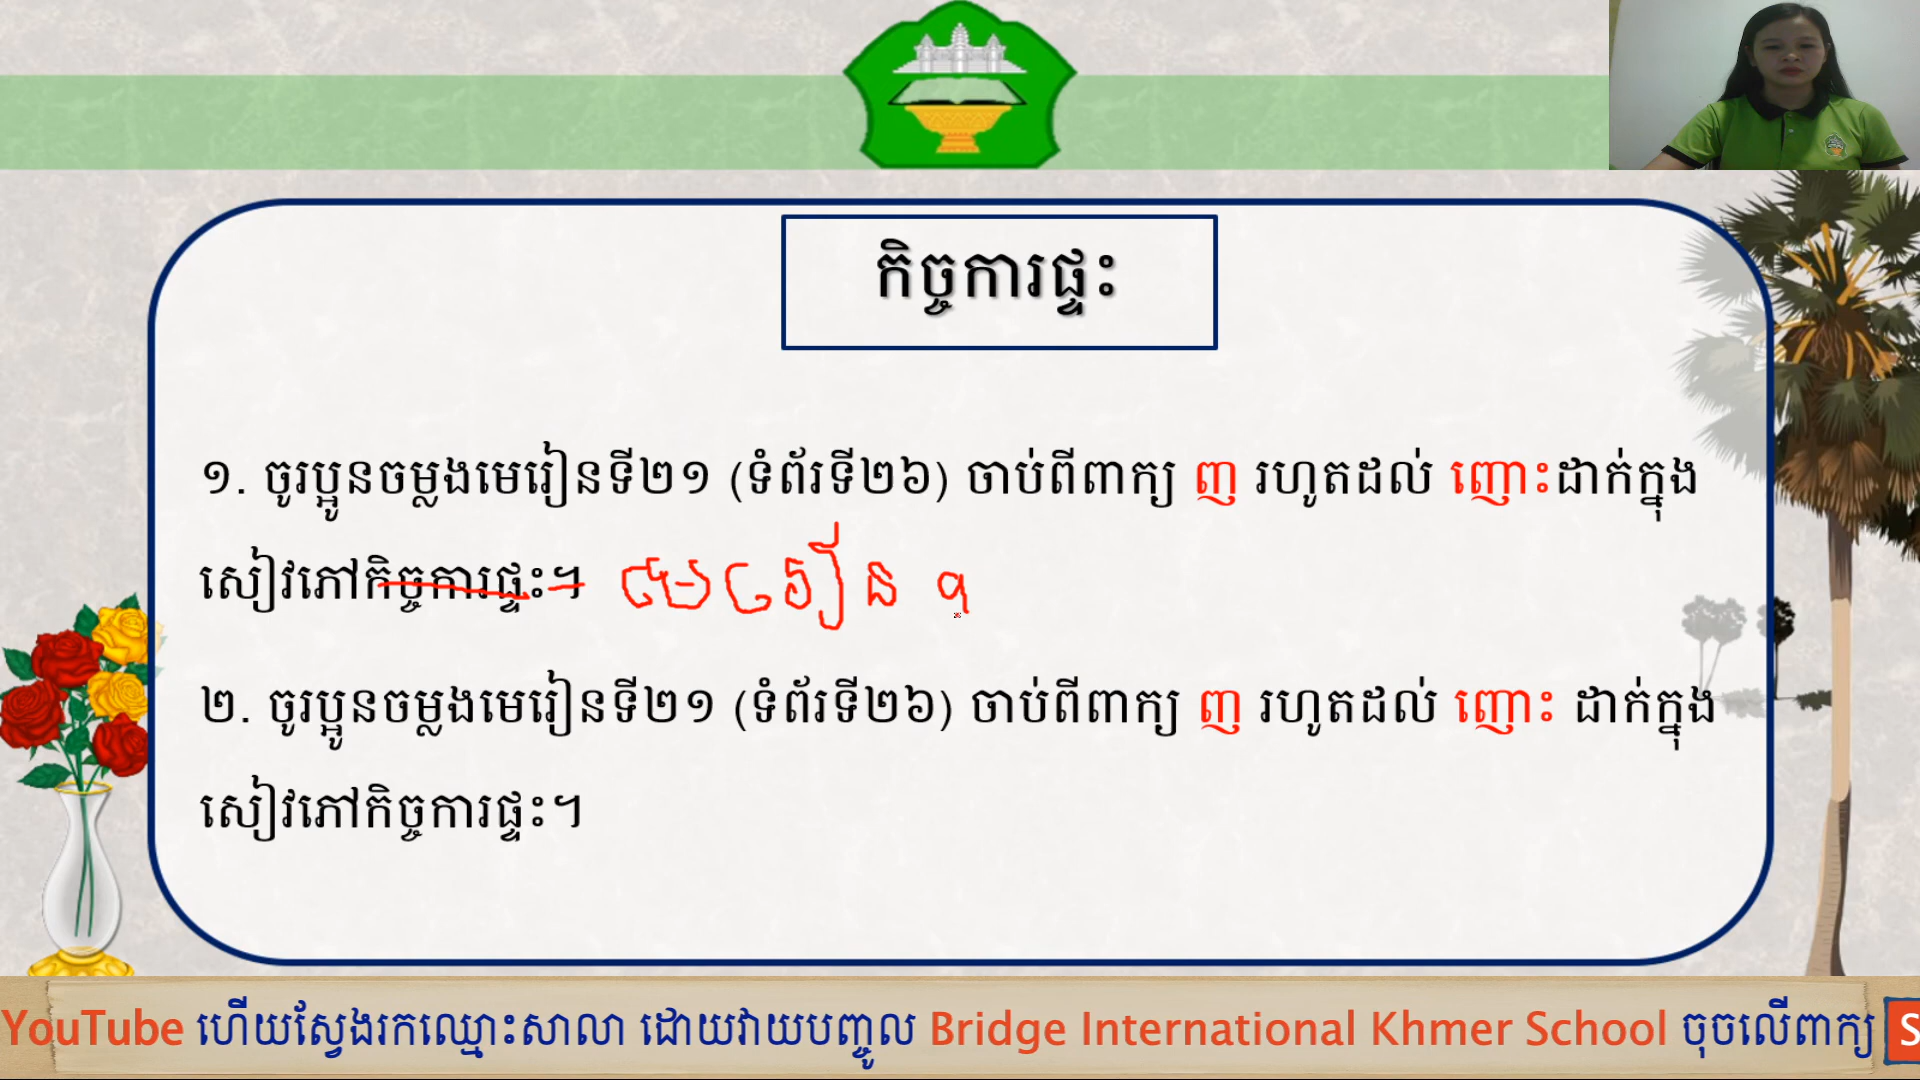 កិច្ចការផ្ទះ
១. ចូរប្អូនចម្លងមេរៀនទី២១ (ទំព័រទី២៦) ចាប់ពីពាក្យ ញ រហូតដល់ ញោះដាក់ក្នុង
សៀវភៅកិច្ចការផ្ទះ។ មេរៀន ១
២. ចូរប្អូនចម្លងមេរៀនទី២១ (ទំព័រទី២៦) ចាប់ពីពាក្យ ញ រហូតដល់ ញោះ ដាក់ក្នុង
សៀវភៅកិច្ចការផ្ទះ។
YouTube ហើយស្វែងរកឈ្មោះសាលា ដោយវាយបញ្ចូល Bridge International Khmer School ចុចលើពាក្យ S